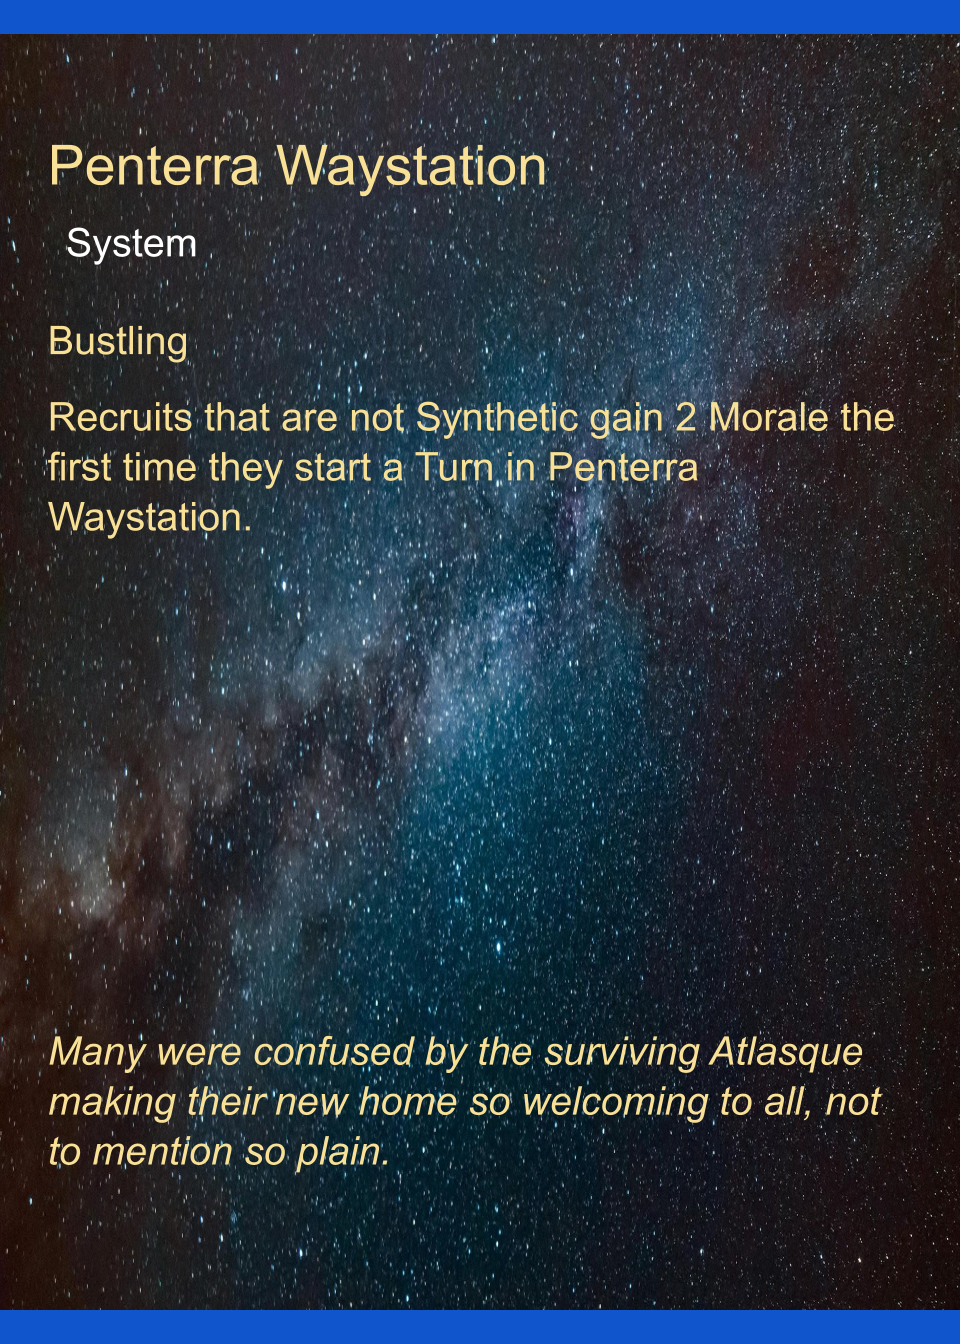 Penterra Waystation
System
Bustling
Recruits that are not Synthetic gain 2 Morale the
first time they start a Turn in Penterra
Waystation.
Many were confused by the surviving Atlasque
making their new home so welcoming to all, not
to mention so plain.